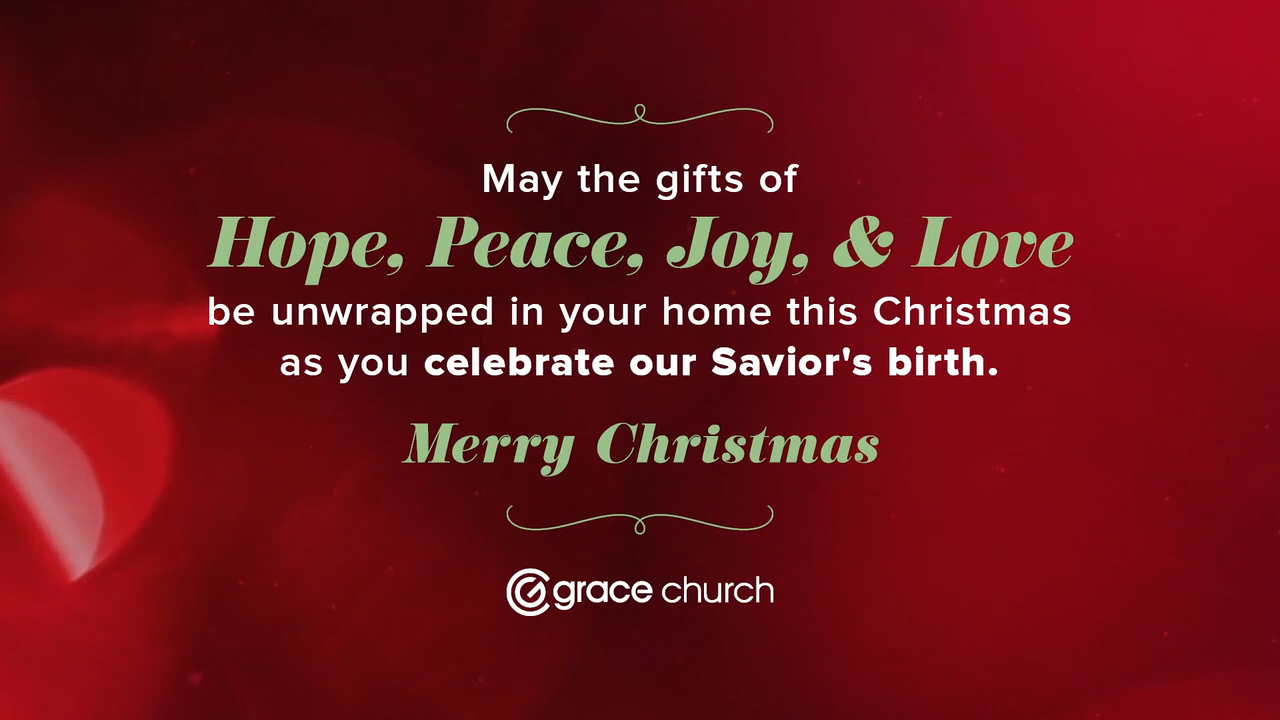 May the gifts of
Hope, Peace, Joy, & Love
be unwrapped in your home this Christmas
as you celebrate our Savior's birth.
Merry Christmas
grace church